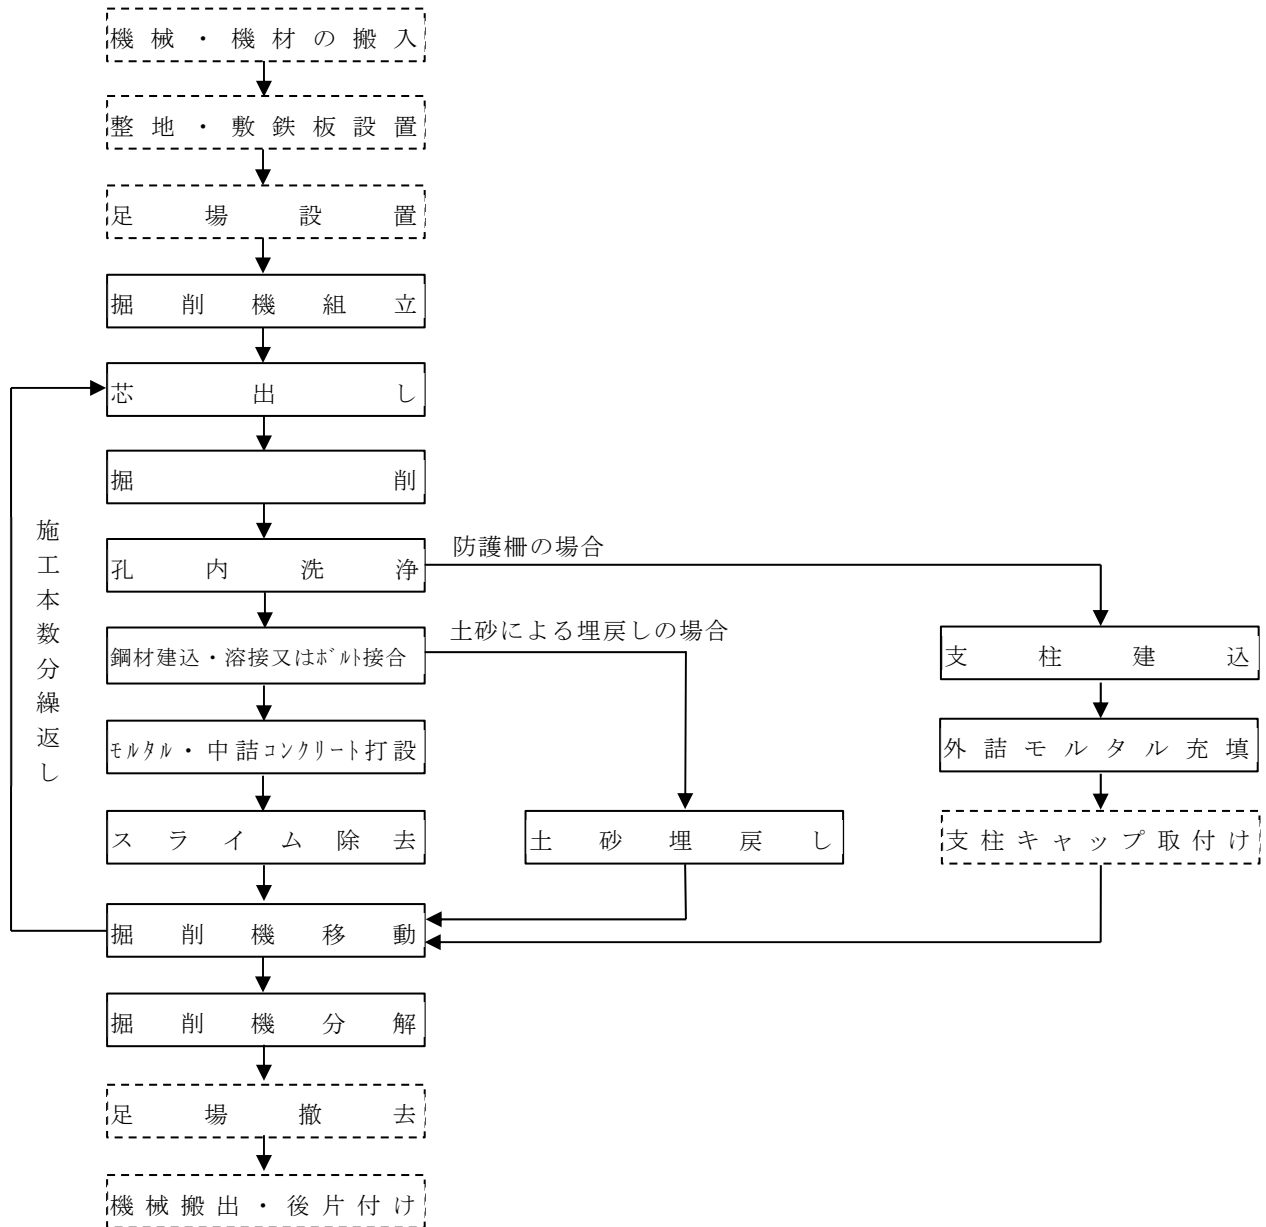 機械・機材の搬入
整地・敷鉄板設置
足場設置
掘削機組立
芯出し
掘削
孔内洗浄
防護柵の場合
鋼材建込・溶接又はボルト接合
土砂による埋戻しの場合
支柱建込
モルタル・中詰コンクリート打設
外詰モルタル充填
スライム除去
土砂埋戻し
支柱キャップ取付け
掘削機移動
施工本数分繰返し
掘削機分解
足場撤去
機械搬出・後片付け